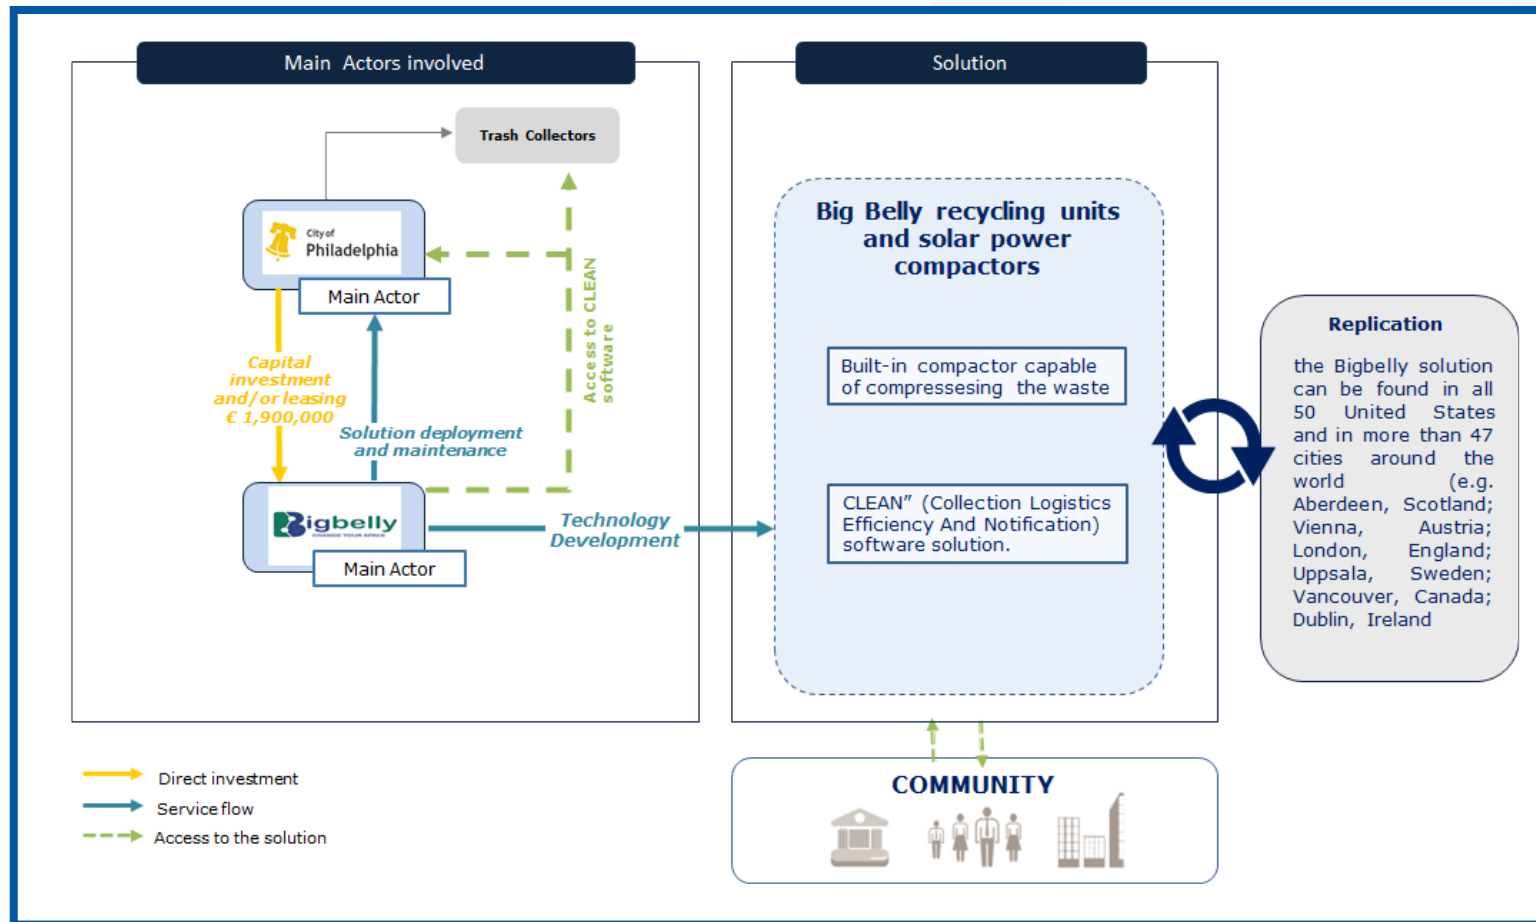 Main Actors involved
Trash Collectors
City of
Philadelphia
Main Actor
Capital
investment
and/or leasing
€ 1,900,000
Solution deployment
and maintenance
Access to CLEAN
software
Bigbelly
CHANGE YOUR SPACE
Main Actor
Technology
Development
Solution
Big Belly recycling units
and solar power
compactors
Built-in compactor capable
of compressesing the waste
CLEAN” (Collection Logistics
Efficiency And Notification)
software solution.
Replication
the Bigbelly solution
can be found in all
50 United States
and in more than 47
cities around the
world (e.g.
Aberdeen, Scotland;
Vienna, Austria;
London, England;
Uppsala, Sweden;
Vancouver, Canada;
Dublin, Ireland
Direct investment
Service flow
Access to the solution
COMMUNITY